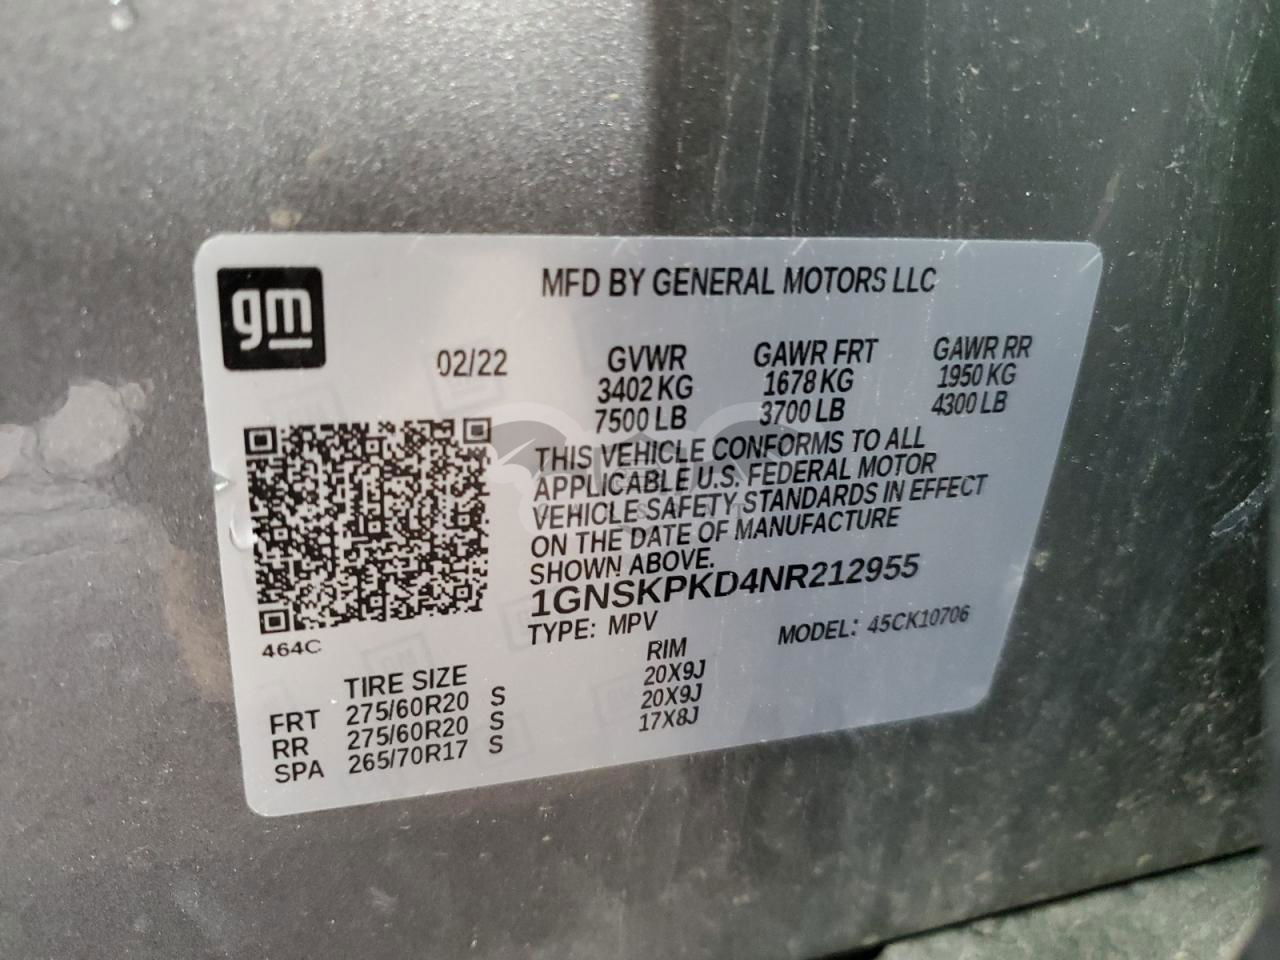 gm
MFD BY GENERAL MOTORS LLC
02/22 GVWR GAWR FRT GAWR RR
3402 KG 1678 KG 1950 KG
7500 LB 3700 LB 4300 LB
THIS VEHICLE CONFORMS TO ALL
APPLICABLE U.S. FEDERAL MOTOR
VEHICLE SAFETY STANDARDS IN EFFECT
ON THE DATE OF MANUFACTURE
SHOWN ABOVE.
1GNSKPKD4NR212955
TYPE: MPV MODEL: 45CK10706
464C
TIRE SIZE RIM
FRT 275/60R20 S 20X9J
RR 275/60R20 S 20X9J
SPA 265/70R17 S 17X8J